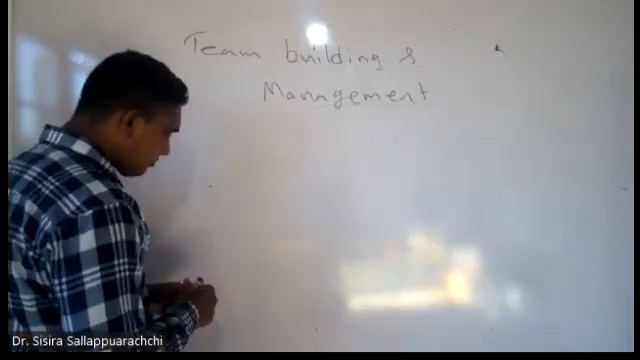 Team building &
Management
Dr. Sisira Sallappuarachchi